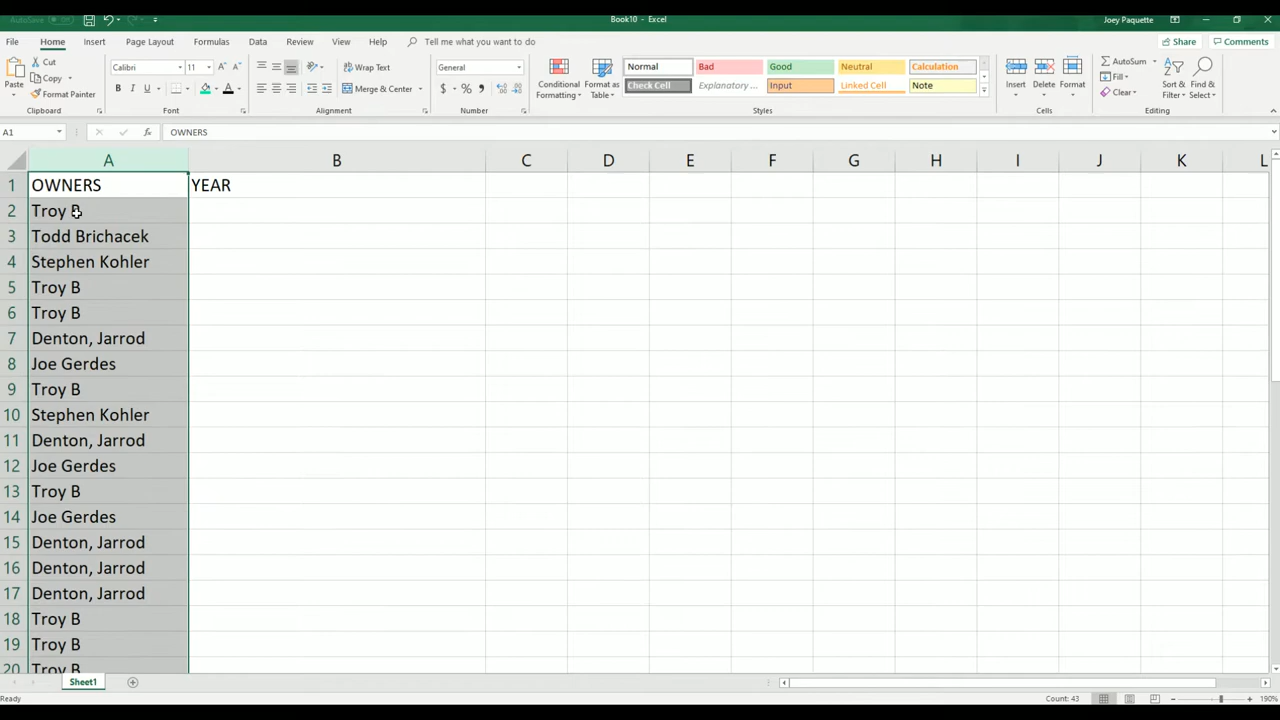 AutoSave Off
Book10 - Excel
Joey Paquette
File Home Insert Page Layout Formulas Data Review View Help Tell me what you want to do Share Comments
Paste Cut Copy Format Painter
Clipboard
Calibri 11
B I U A
Font
Wrap Text
Merge & Center
Alignment
General
$ % ,
Number
Conditional Formatting
Format as Table
Normal Bad Good Neutral Calculation
Check Cell Explanatory ... Input Linked Cell Note
Styles
Insert Delete Format
Cells
AutoSum
Fill
Clear
Sort & Filter
Find & Select
Editing
A1 fx OWNERS
A B C D E F G H I J K L
1 OWNERS YEAR
2 Troy B
3 Todd Brichacek
4 Stephen Kohler
5 Troy B
6 Troy B
7 Denton, Jarrod
8 Joe Gerdes
9 Troy B
10 Stephen Kohler
11 Denton, Jarrod
12 Joe Gerdes
13 Troy B
14 Joe Gerdes
15 Denton, Jarrod
16 Denton, Jarrod
17 Denton, Jarrod
18 Troy B
19 Troy B
20 Troy B
Sheet1
Ready
Count: 43
190%